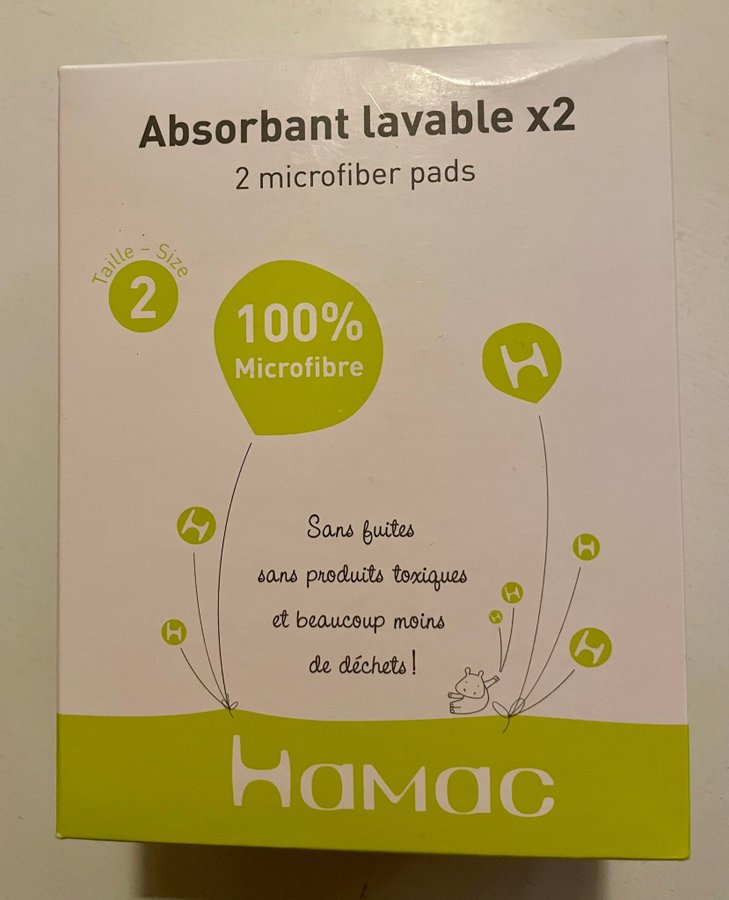 Absorbant lavable x2
2 microfiber pads
Taille - Size
2
100%
Microfibre
H
H
H
H
H
H
H
Sans fuites
sans produits toxiques
et beaucoup moins
de déchets!
Hamac